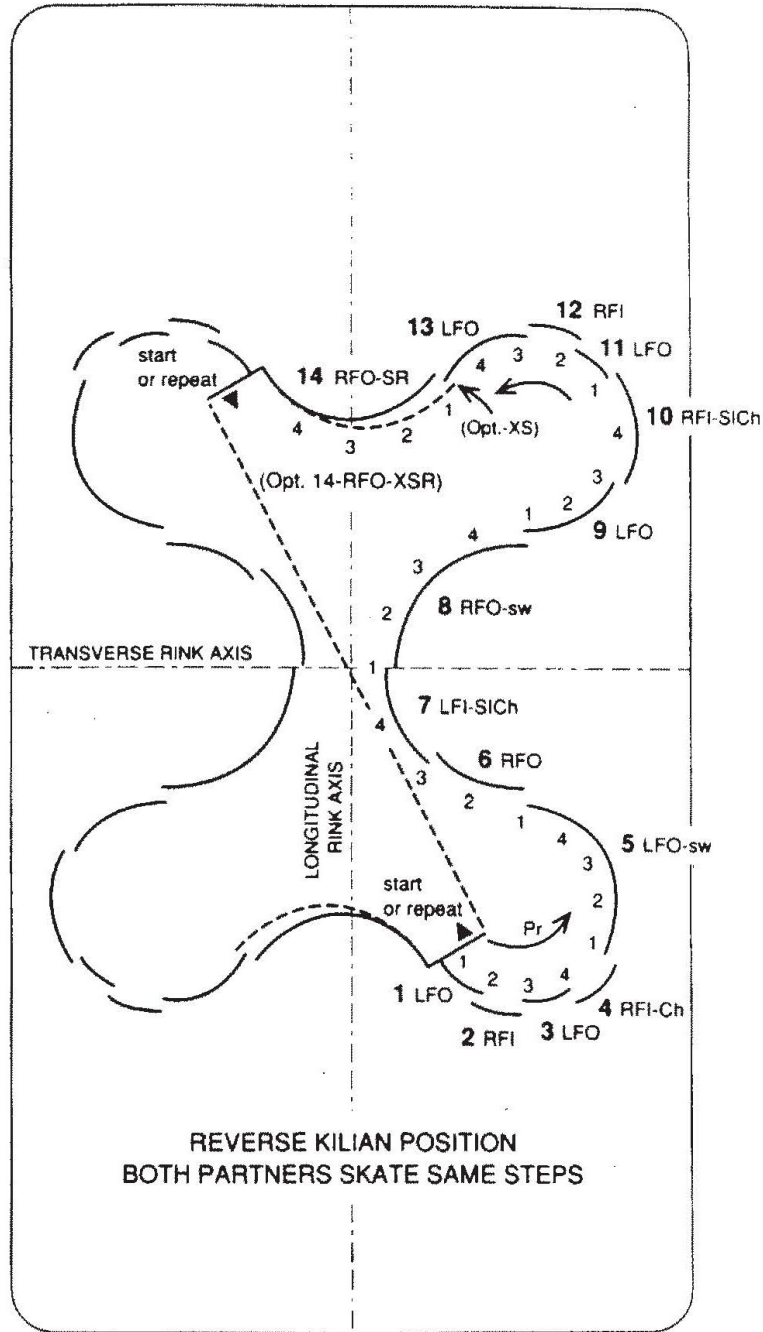 12 RFI
13 LFO
11 LFO
start
or repeat
14 RFO-SR
4 3 2 1
(Opt.-XS)
10 RFI-SlCh
4 3 2 1
4
(Opt. 14-RFO-XSR)
3
2
1
9 LFO
4
3
8 RFO-sw
2
TRANSVERSE RINK AXIS
1
7 LFI-SlCh
4
6 RFO
3
2
1
LONGITUDINAL
RINK AXIS
4
5 LFO-sw
3
start
or repeat
2
Pr
1
1 2 3 4
1 LFO
4 RFI-Ch
2 RFI
3 LFO
REVERSE KILIAN POSITION
BOTH PARTNERS SKATE SAME STEPS